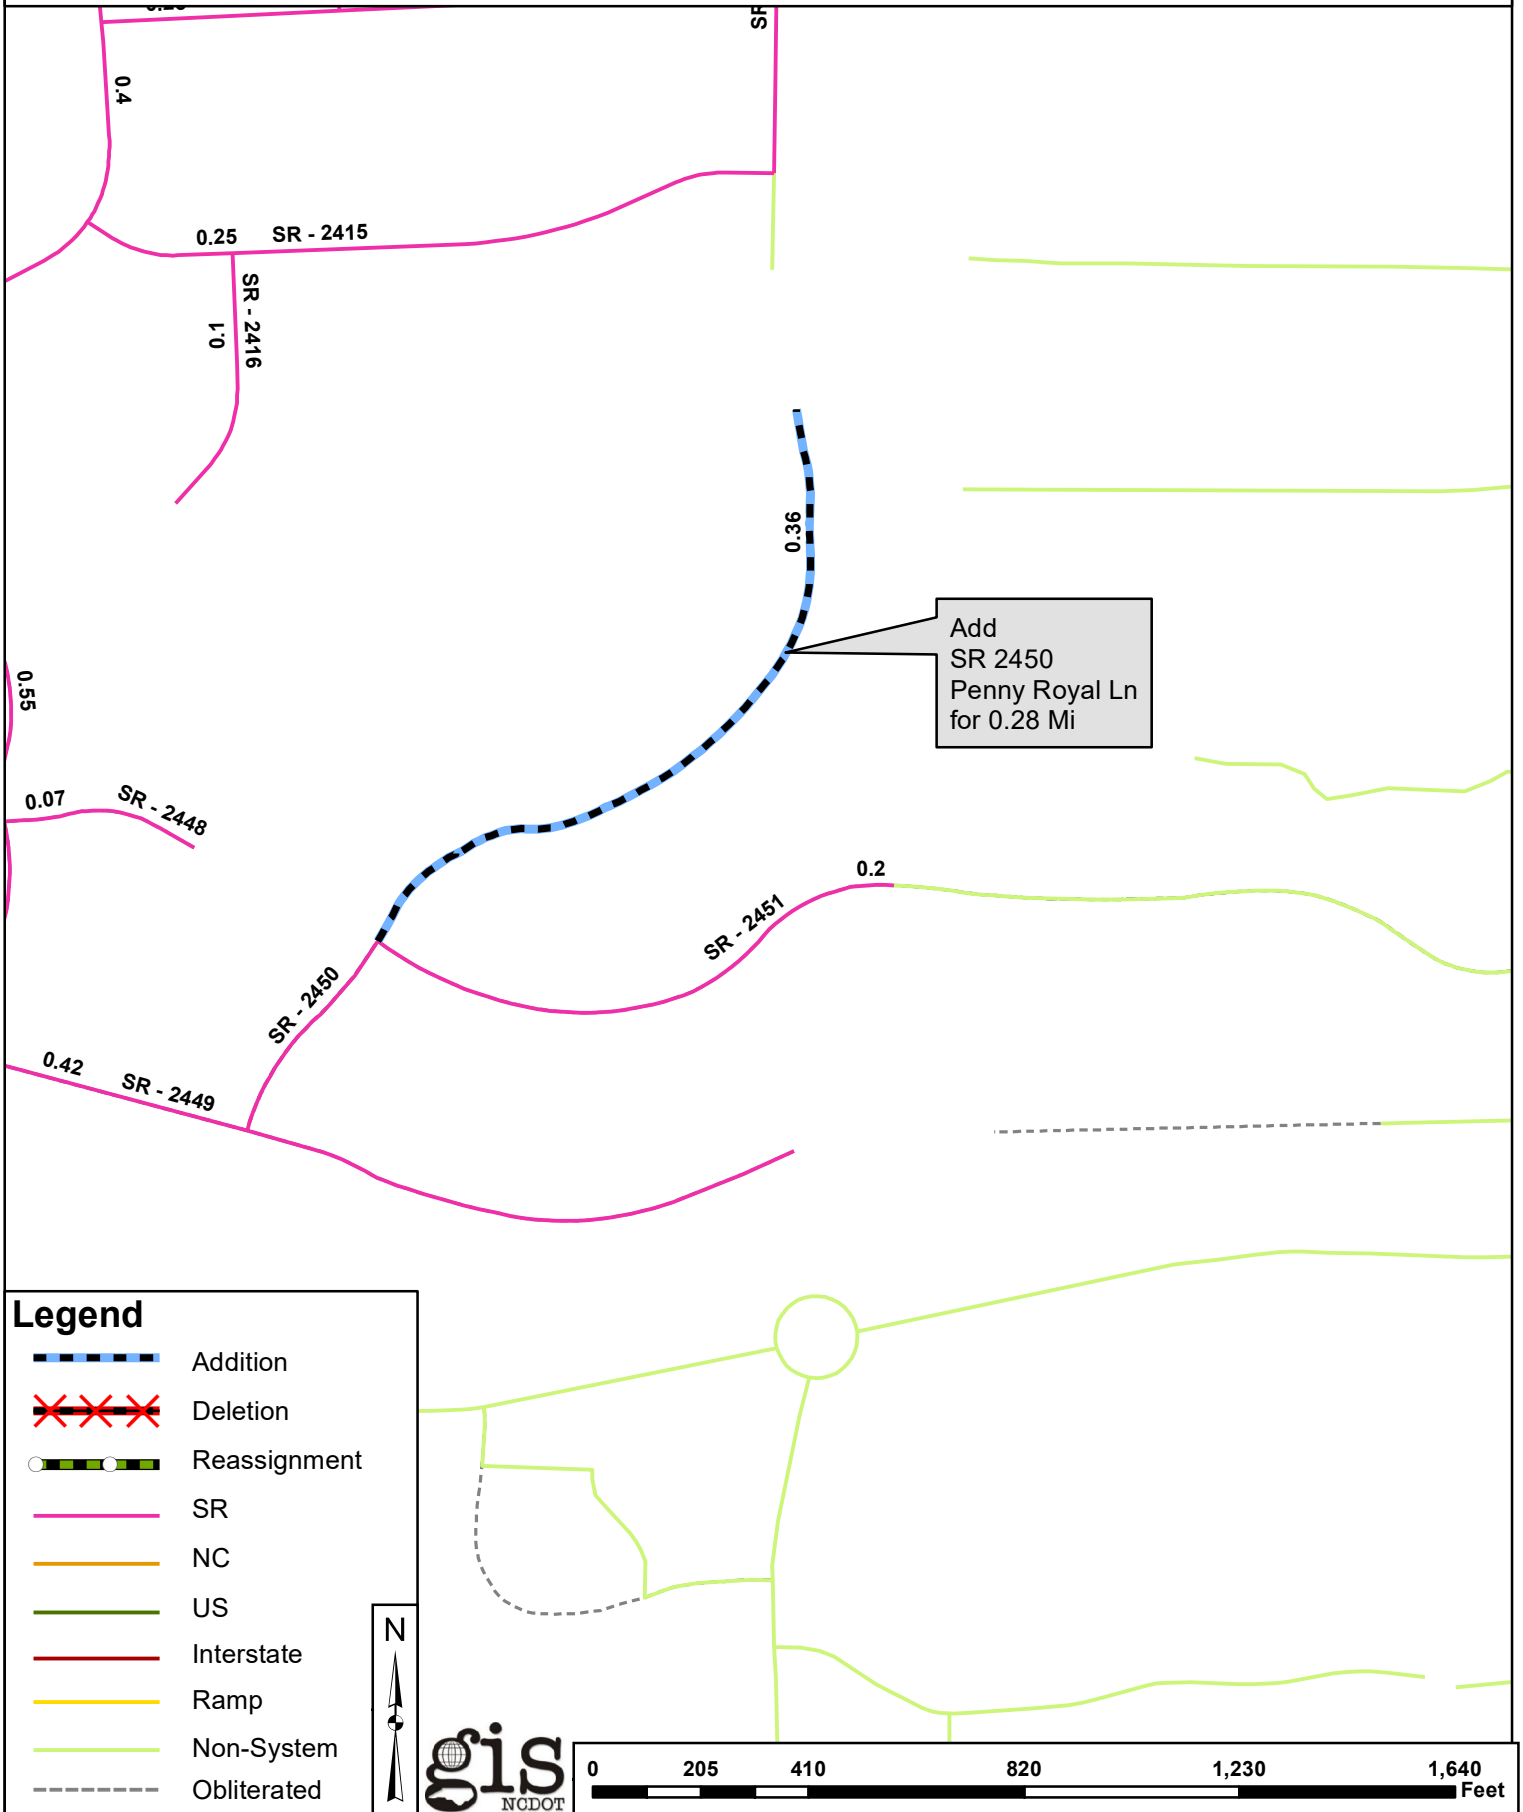 SR
0.4
0.25
SR - 2415
SR - 2416
0.1
0.36
Add
SR 2450
Penny Royal Ln
for 0.28 Mi
0.55
0.07
SR - 2448
0.2
SR - 2451
SR - 2450
0.42
SR - 2449
Legend
Addition
Deletion
Reassignment
SR
NC
US
Interstate
Ramp
Non-System
Obliterated
N
gis
NCDOT
0 205 410 820 1,230 1,640
Feet